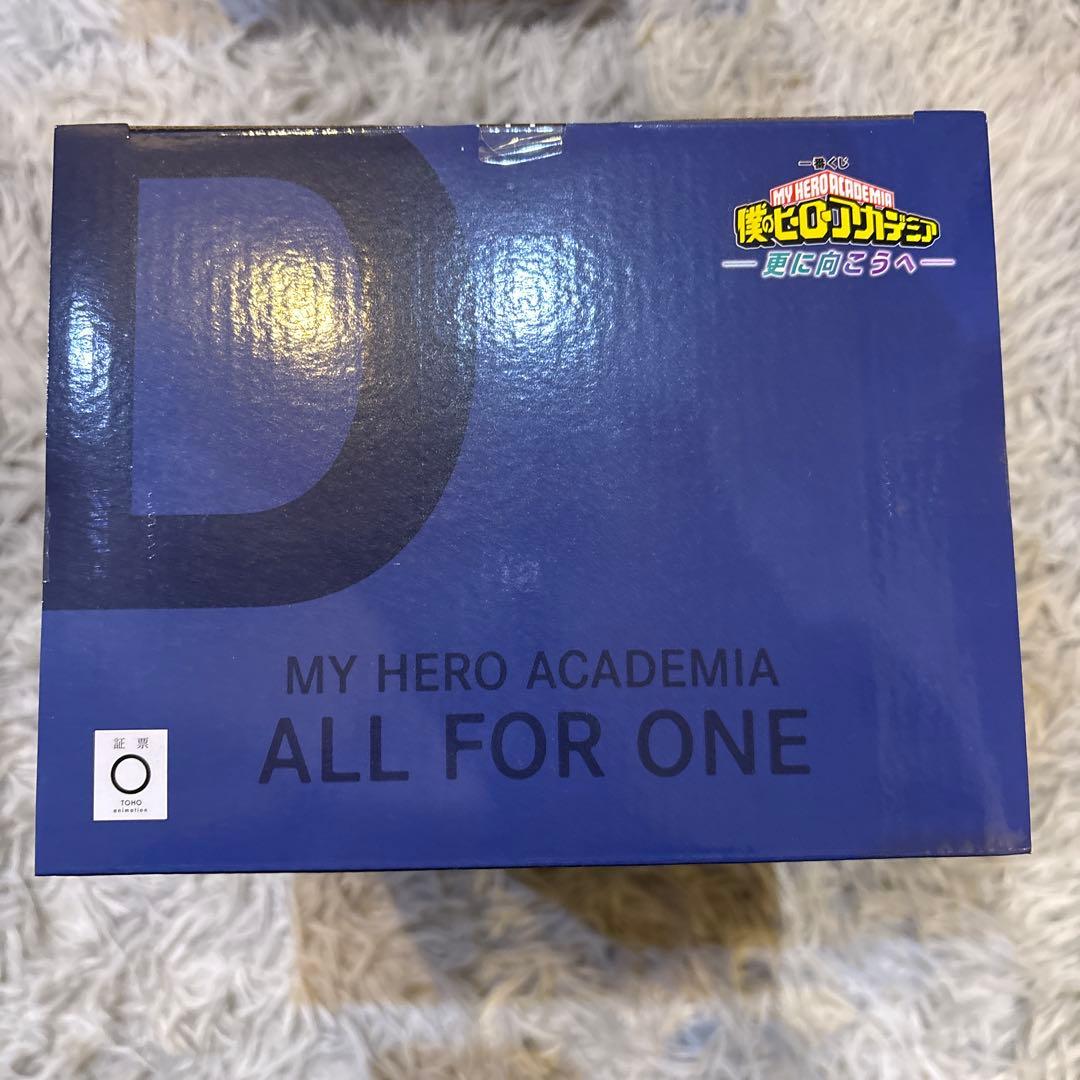 D
一番くじ
MY HERO ACADEMIA
僕のヒーローアカデミア
更に向こうへ
MY HERO ACADEMIA
ALL FOR ONE
証 票
TOHO
animation